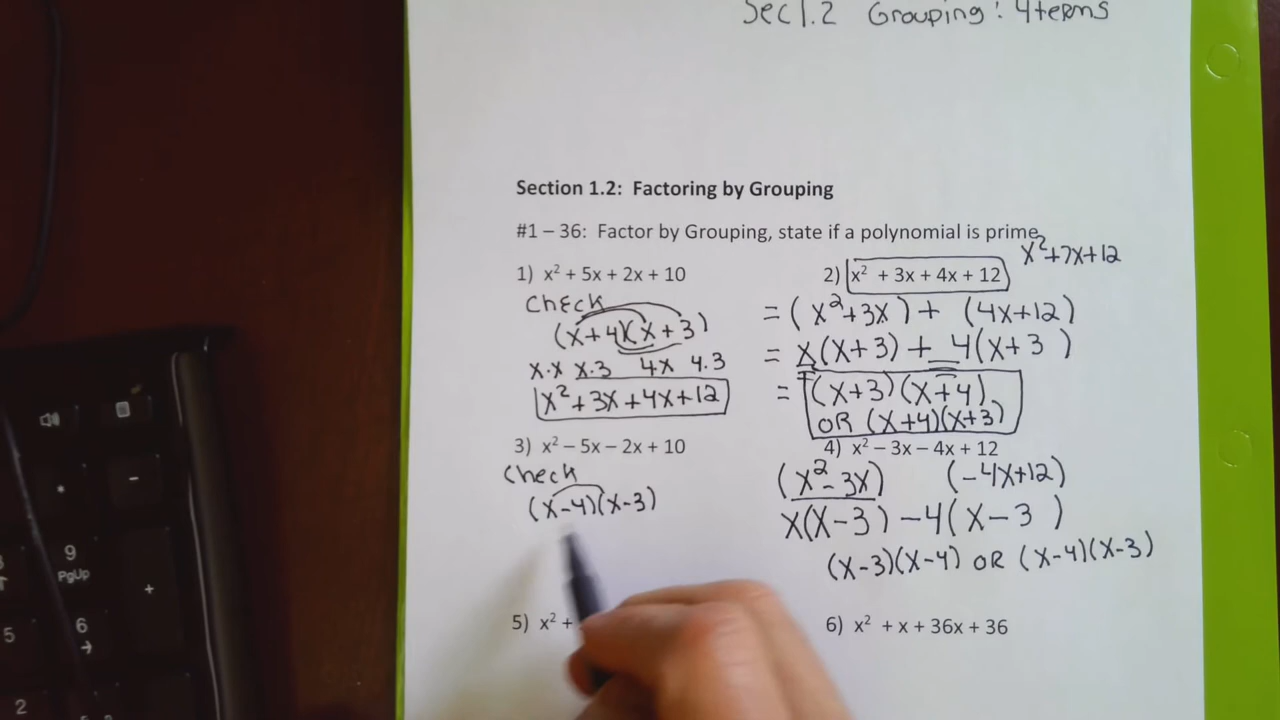 Sec 1.2 Grouping: 4 terms
Section 1.2: Factoring by Grouping
#1 – 36: Factor by Grouping, state if a polynomial is prime
x²+7x+12
1) x² + 5x + 2x + 10
2) x² + 3x + 4x + 12
Check
(x+4)(x+3)
x·x x·3 4x 4·3
x²+3x+4x+12
= (x²+3x) + (4x+12)
= x(x+3) + 4(x+3)
= (x+3)(x+4)
OR (x+4)(x+3)
3) x² – 5x – 2x + 10
4) x² – 3x – 4x + 12
Check
(x-4)(x-3)
(x²-3x) (-4x+12)
x(x-3) -4(x-3)
(x-3)(x-4) OR (x-4)(x-3)
5) x² +
6) x² + x + 36x + 36
9
PgUp
-
+
5
6
→
2